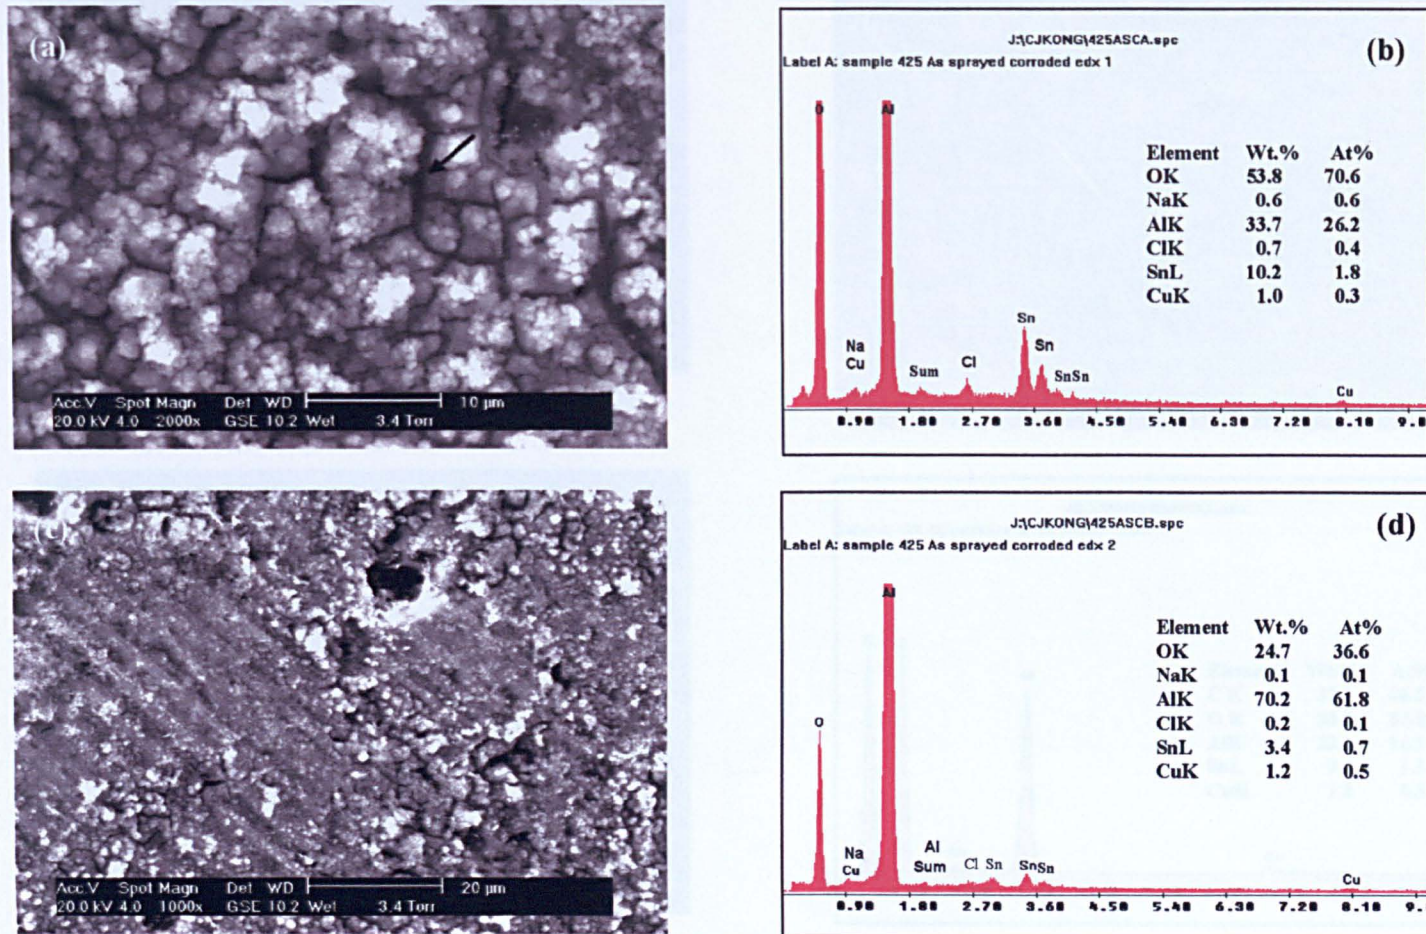 (a)
Acc.V Spot Magn Det WD 10 µm
20.0 kV 4.0 2000x GSE 10.2 Wet 3.4 Torr
J:\CJKONG\425ASCA.spc
(b)
Label A: sample 425 As sprayed corroded edx 1
O Al
Element Wt.% At%
OK 53.8 70.6
NaK 0.6 0.6
AlK 33.7 26.2
ClK 0.7 0.4
SnL 10.2 1.8
CuK 1.0 0.3
Sn
Na Sn
Cu Sum Cl SnSn Cu
0.90 1.80 2.70 3.60 4.50 5.40 6.30 7.20 8.10 9.0
(c)
Acc.V Spot Magn Det WD 20 µm
20.0 kV 4.0 1000x GSE 10.2 Wet 3.4 Torr
J:\CJKONG\425ASCB.spc
(d)
Label A: sample 425 As sprayed corroded edx 2
Al
Element Wt.% At%
OK 24.7 36.6
NaK 0.1 0.1
AlK 70.2 61.8
ClK 0.2 0.1
SnL 3.4 0.7
CuK 1.2 0.5
O
Na Al
Cu Sum Cl Sn SnSn Cu
0.90 1.80 2.70 3.60 4.50 5.40 6.30 7.20 8.10 9.0